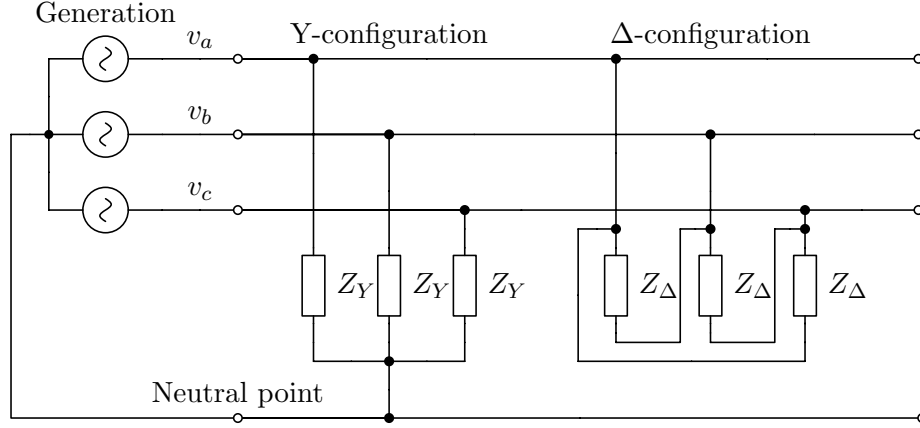 Generation
v_a Y-configuration Δ-configuration
v_b
v_c
Z_Y Z_Y Z_Y Z_Δ Z_Δ Z_Δ
Neutral point